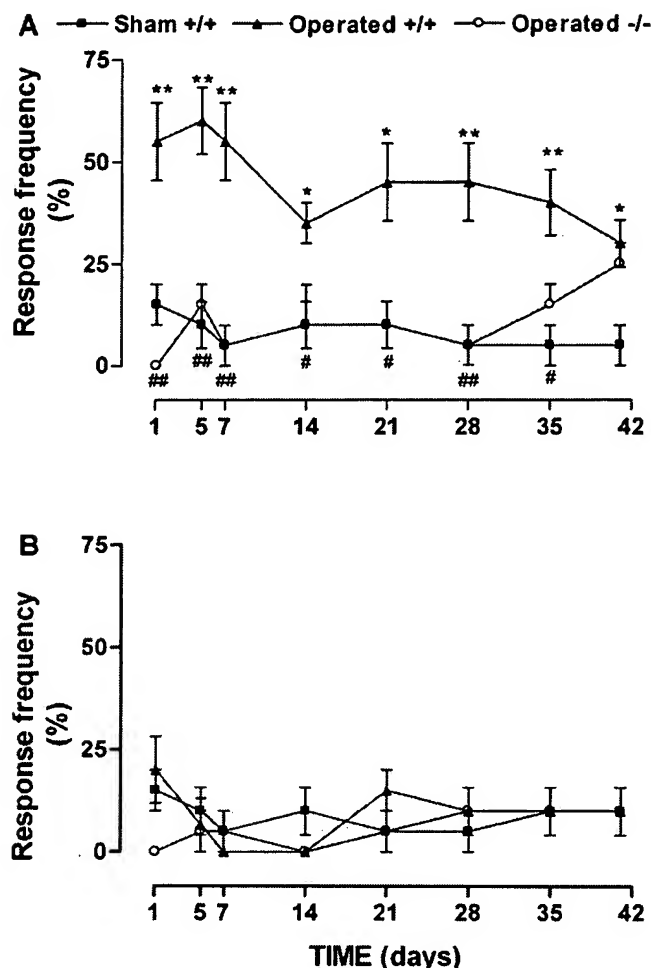 A Sham +/+ Operated +/+ Operated -/-
Response frequency
(%)
75
50
25
0
** ** ** * * ** ** *
## ## ## # # ## #
1 5 7 14 21 28 35 42
B
Response frequency
(%)
75
50
25
0
1 5 7 14 21 28 35 42
TIME (days)